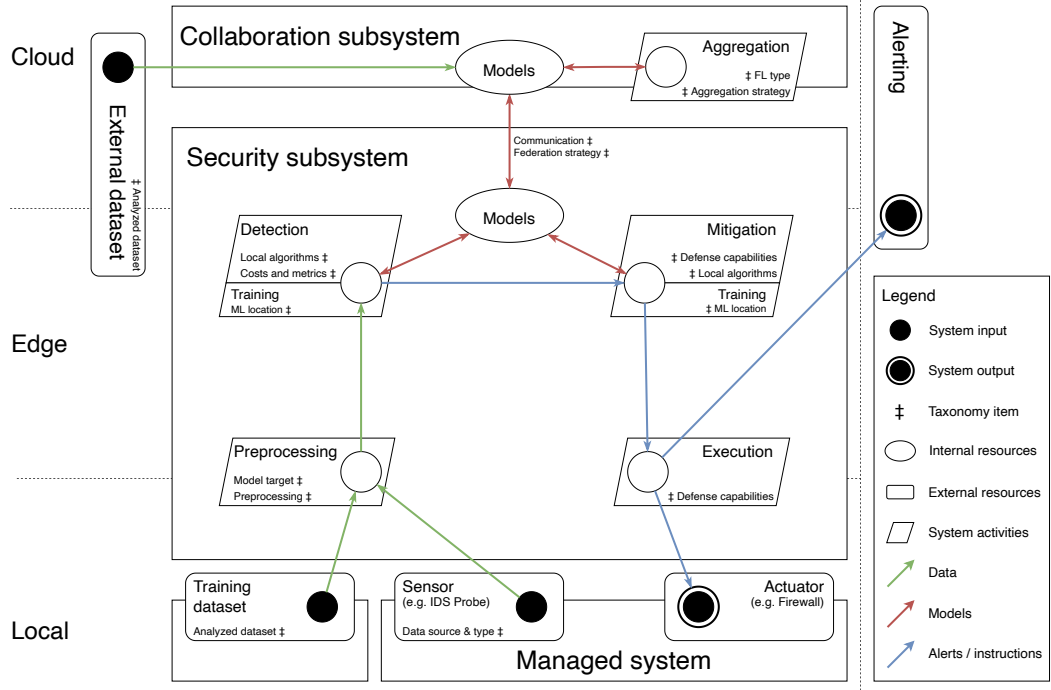 Cloud
External dataset
‡ Analyzed dataset
Collaboration subsystem
Models
Aggregation
‡ FL type
‡ Aggregation strategy
Alerting
Communication ‡
Federation strategy ‡
Security subsystem
Models
Detection
Local algorithms ‡
Costs and metrics ‡
Training
ML location ‡
Mitigation
‡ Defense capabilities
‡ Local algorithms
Training
‡ ML location
Edge
Preprocessing
Model target ‡
Preprocessing ‡
Execution
‡ Defense capabilities
Local
Training
dataset
Analyzed dataset ‡
Sensor
(e.g. IDS Probe)
Data source & type ‡
Actuator
(e.g. Firewall)
Managed system
Legend
System input
System output
‡ Taxonomy item
Internal resources
External resources
System activities
Data
Models
Alerts / instructions